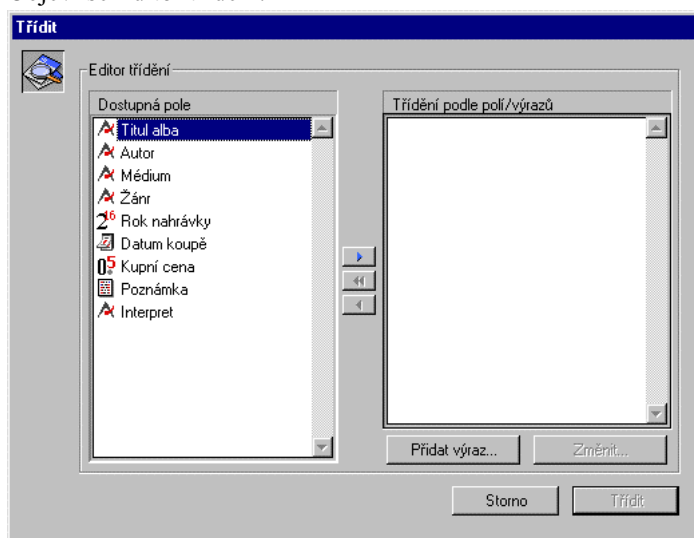 Třídit
Editor třídění
Dostupná pole
Třídění podle polí/výrazů
Titul alba
Autor
Médium
Žánr
Rok nahrávky
Datum koupě
Kupní cena
Poznámka
Interpret
Přidat výraz...
Změnit...
Storno
Třídit